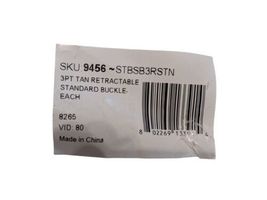 SKU 9456 ~STBSB3RSTN
3PT TAN RETRACTABLE
STANDARD BUCKLE-
EACH
8265
VID: 80
Made in China